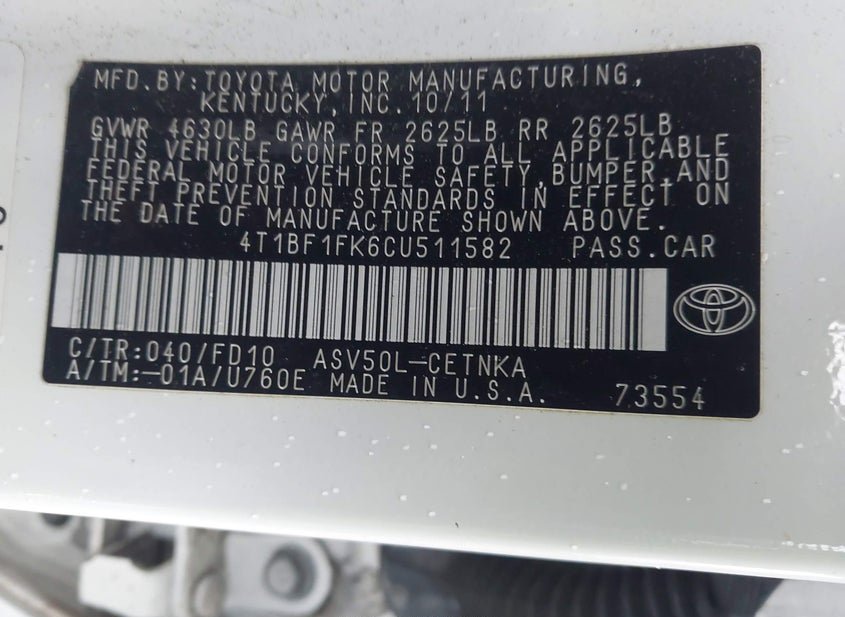 MFD.BY:TOYOTA MOTOR MANUFACTURING,
KENTUCKY,INC.10/11
GVWR 4630LB GAWR FR 2625LB RR 2625LB
THIS VEHICLE CONFORMS TO ALL APPLICABLE
FEDERAL MOTOR VEHICLE SAFETY,BUMPER,AND
THEFT PREVENTION STANDARDS IN EFFECT ON
THE DATE OF MANUFACTURE SHOWN ABOVE.
4T1BF1FK6CU511582 PASS.CAR
C/TR:040/FD10 ASV50L-CETNKA
A/TM:-01A/U760E MADE IN U.S.A. 73554